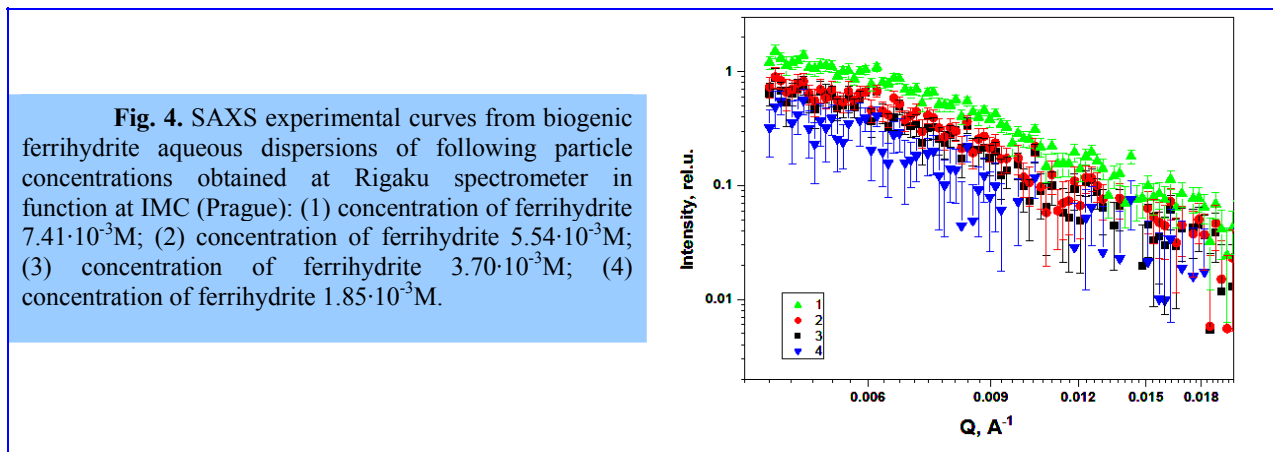 Fig. 4. SAXS experimental curves from biogenic
ferrihydrite aqueous dispersions of following particle
concentrations obtained at Rigaku spectrometer in
function at IMC (Prague): (1) concentration of ferrihydrite
7.41·10⁻³M; (2) concentration of ferrihydrite 5.54·10⁻³M;
(3) concentration of ferrihydrite 3.70·10⁻³M; (4)
concentration of ferrihydrite 1.85·10⁻³M.
Intensity, rel.u.
1
0.1
0.01
1
2
3
4
0.006 0.009 0.012 0.015 0.018
Q, A⁻¹